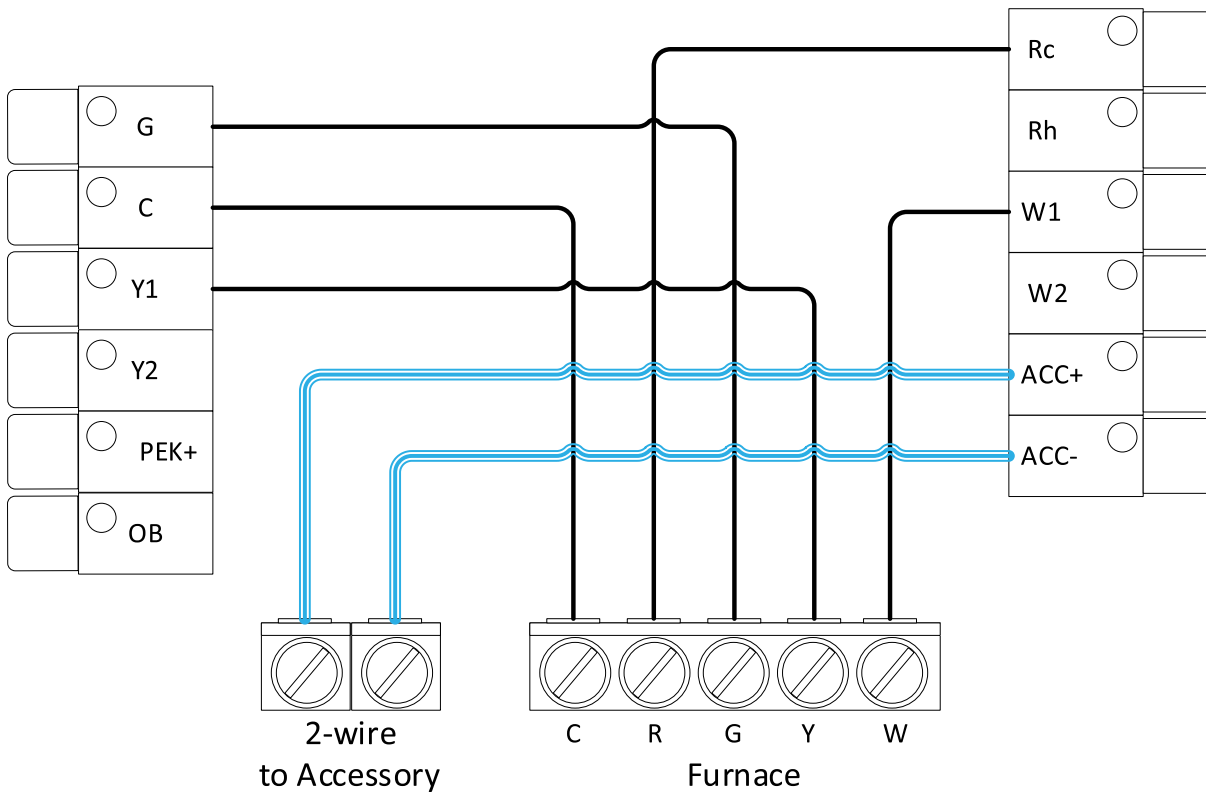 G
C
Y1
Y2
PEK+
OB
Rc
Rh
W1
W2
ACC+
ACC-
2-wire
to Accessory
C R G Y W
Furnace